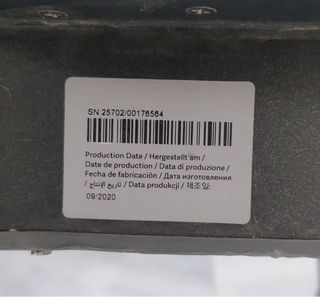 SN 25702/00176564
Production Date / Hergestellt am /
Date de production / Data di produzione /
Fecha de fabricación / Дата изготовления
/ تاريخ الإنتاج / Data produkcji / 제조일:
09/2020